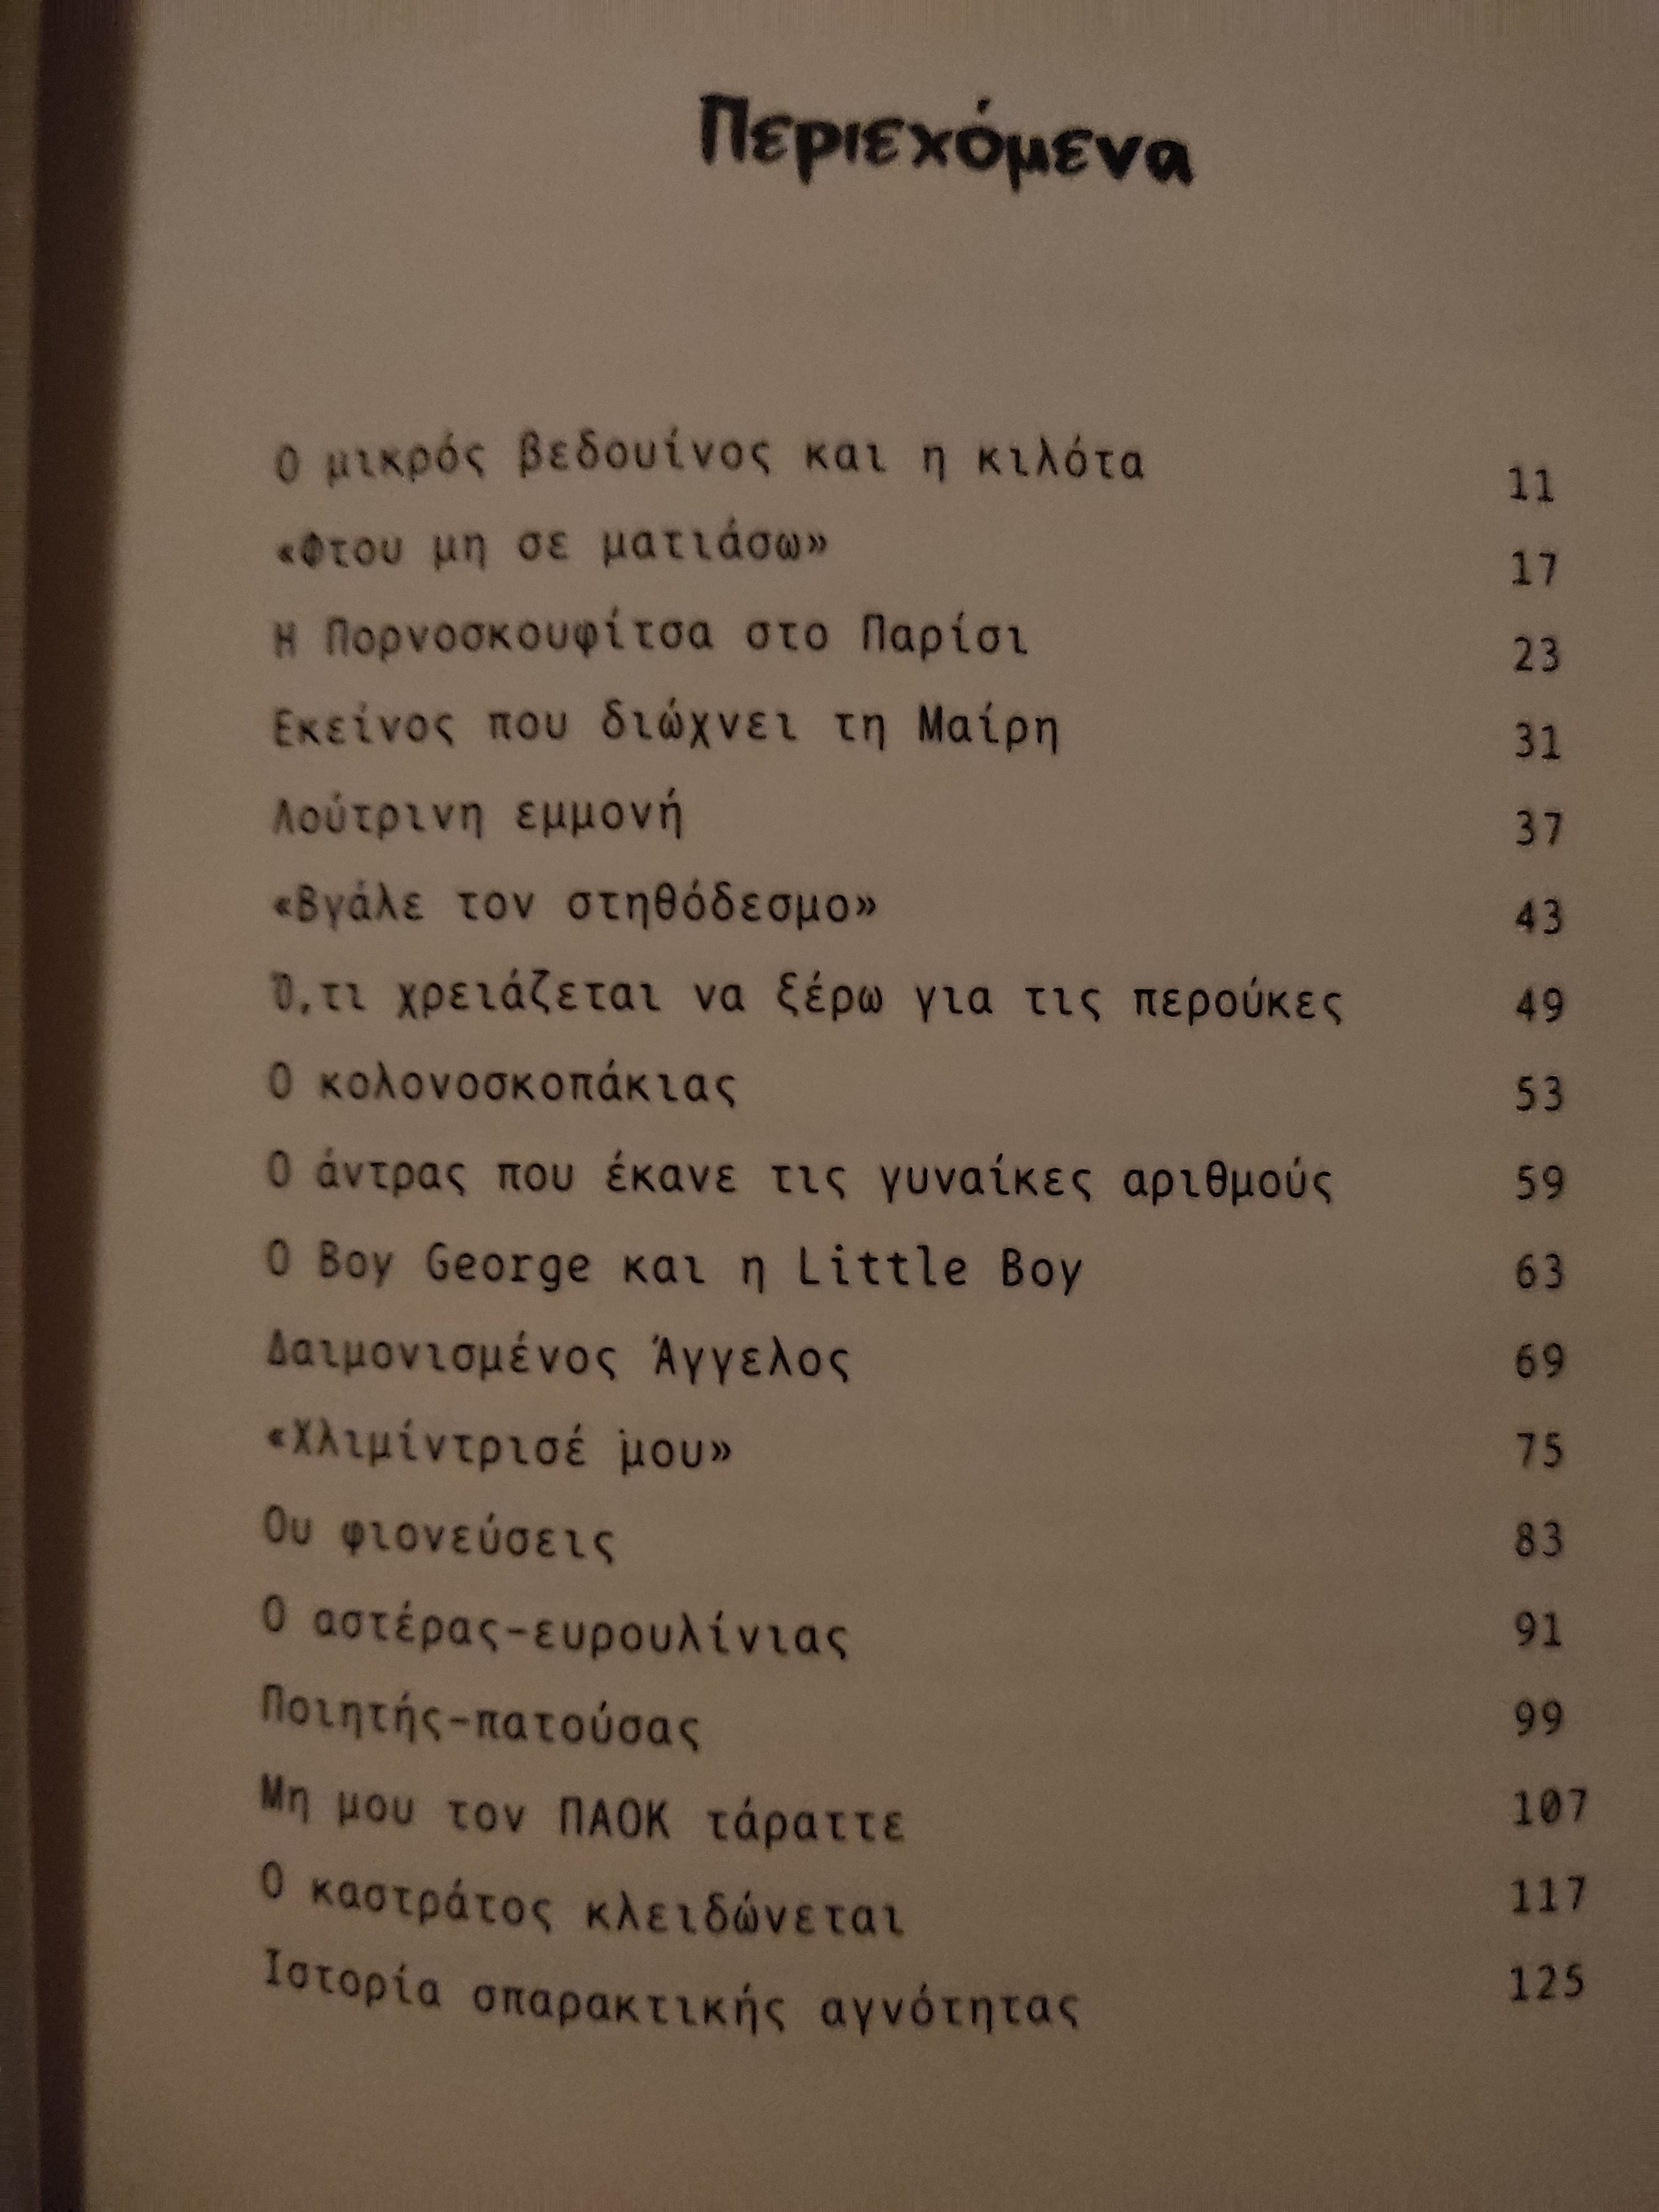 Περιεχόμενα
Ο μικρός βεδουίνος και η κιλότα 11
«Φτου μη σε ματιάσω» 17
Η Πορνοσκουφίτσα στο Παρίσι 23
Εκείνος που διώχνει τη Μαίρη 31
Λούτρινη εμμονή 37
«Βγάλε τον στηθόδεσμο» 43
Ό,τι χρειάζεται να ξέρω για τις περούκες 49
Ο κολονοσκοπάκιας 53
Ο άντρας που έκανε τις γυναίκες αριθμούς 59
Ο Boy George και η Little Boy 63
Δαιμονισμένος Άγγελος 69
«Χλιμίντρισέ μου» 75
Ου φιονεύσεις 83
Ο αστέρας-ευρουλίνιας 91
Ποιητής-πατούσας 99
Μη μου τον ΠΑΟΚ τάραττε 107
Ο καστράτος κλειδώνεται 117
Ιστορία σπαρακτικής αγνότητας 125